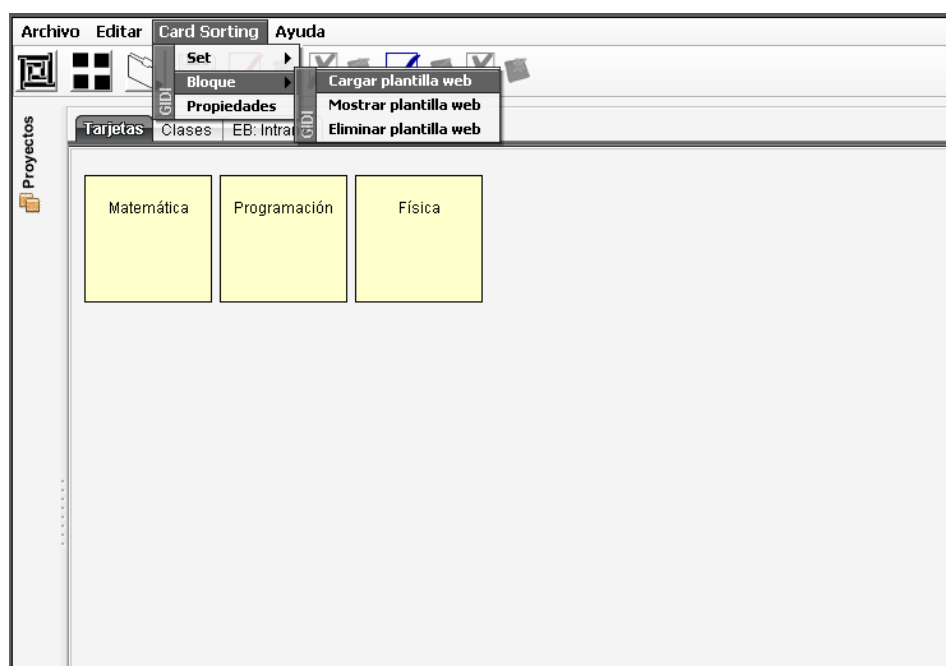 Archivo Editar Card Sorting Ayuda
Set
Bloque
Propiedades
GIDI
Cargar plantilla web
Mostrar plantilla web
Eliminar plantilla web
GIDI
Proyectos
Tarjetas Clases EB: Intran
Matemática Programación Física